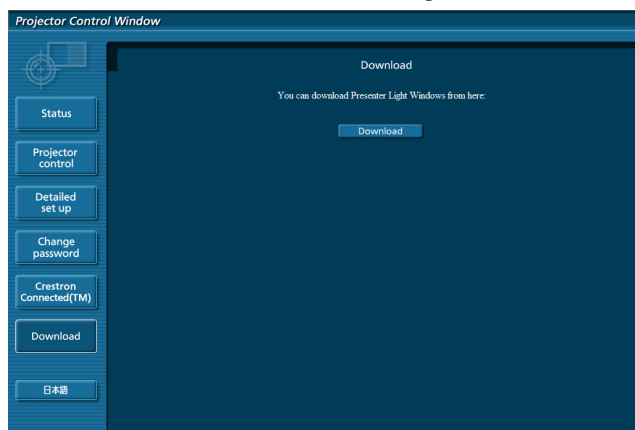 Projector Control Window
Download
You can download Presenter Light Windows from here:
Download
Status
Projector
control
Detailed
set up
Change
password
Crestron
Connected(TM)
Download
日本語